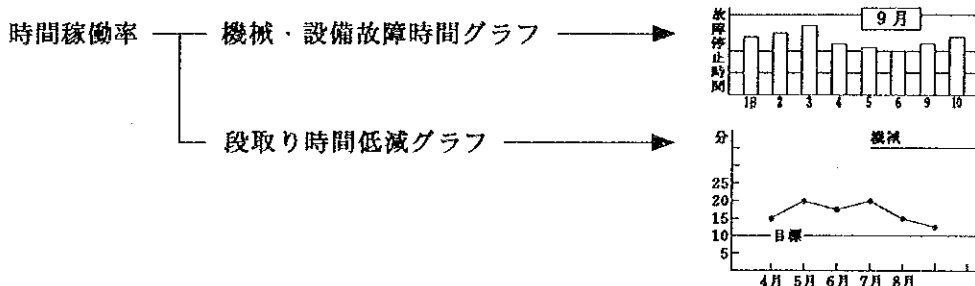 時間稼働率
機械・設備故障時間グラフ
故障停止時間
9月
1日 2 3 4 5 6 9 10
段取り時間低減グラフ
分
機械
25
20
15
10
5
目標
4月 5月 6月 7月 8月